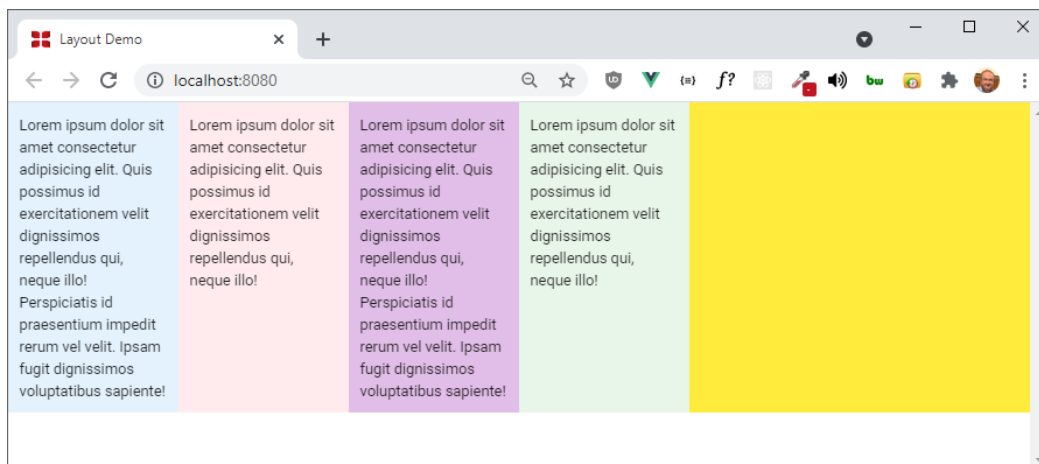 Layout Demo
localhost:8080
UD
{=}
f?
bw
Lorem ipsum dolor sit
amet consectetur
adipisicing elit. Quis
possimus id
exercitationem velit
dignissimos
repellendus qui,
neque illo!
Perspiciatis id
praesentium impedit
rerum vel velit. Ipsam
fugit dignissimos
voluptatibus sapiente!
Lorem ipsum dolor sit
amet consectetur
adipisicing elit. Quis
possimus id
exercitationem velit
dignissimos
repellendus qui,
neque illo!
Lorem ipsum dolor sit
amet consectetur
adipisicing elit. Quis
possimus id
exercitationem velit
dignissimos
repellendus qui,
neque illo!
Perspiciatis id
praesentium impedit
rerum vel velit. Ipsam
fugit dignissimos
voluptatibus sapiente!
Lorem ipsum dolor sit
amet consectetur
adipisicing elit. Quis
possimus id
exercitationem velit
dignissimos
repellendus qui,
neque illo!